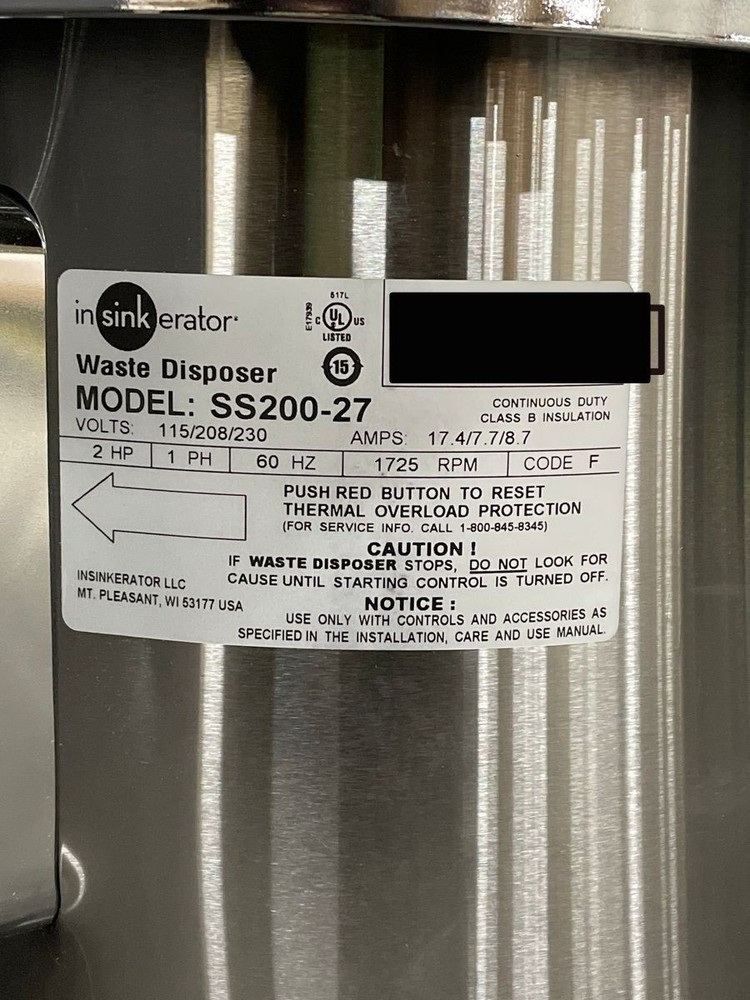 insinkerator
E17939
517L
C UL US
LISTED
15
Waste Disposer
MODEL: SS200-27
CONTINUOUS DUTY
CLASS B INSULATION
VOLTS: 115/208/230
AMPS: 17.4/7.7/8.7
2 HP 1 PH 60 HZ 1725 RPM CODE F
PUSH RED BUTTON TO RESET
THERMAL OVERLOAD PROTECTION
(FOR SERVICE INFO. CALL 1-800-845-8345)
CAUTION !
IF WASTE DISPOSER STOPS, DO NOT LOOK FOR
CAUSE UNTIL STARTING CONTROL IS TURNED OFF.
INSINKERATOR LLC
MT. PLEASANT, WI 53177 USA
NOTICE :
USE ONLY WITH CONTROLS AND ACCESSORIES AS
SPECIFIED IN THE INSTALLATION, CARE AND USE MANUAL.